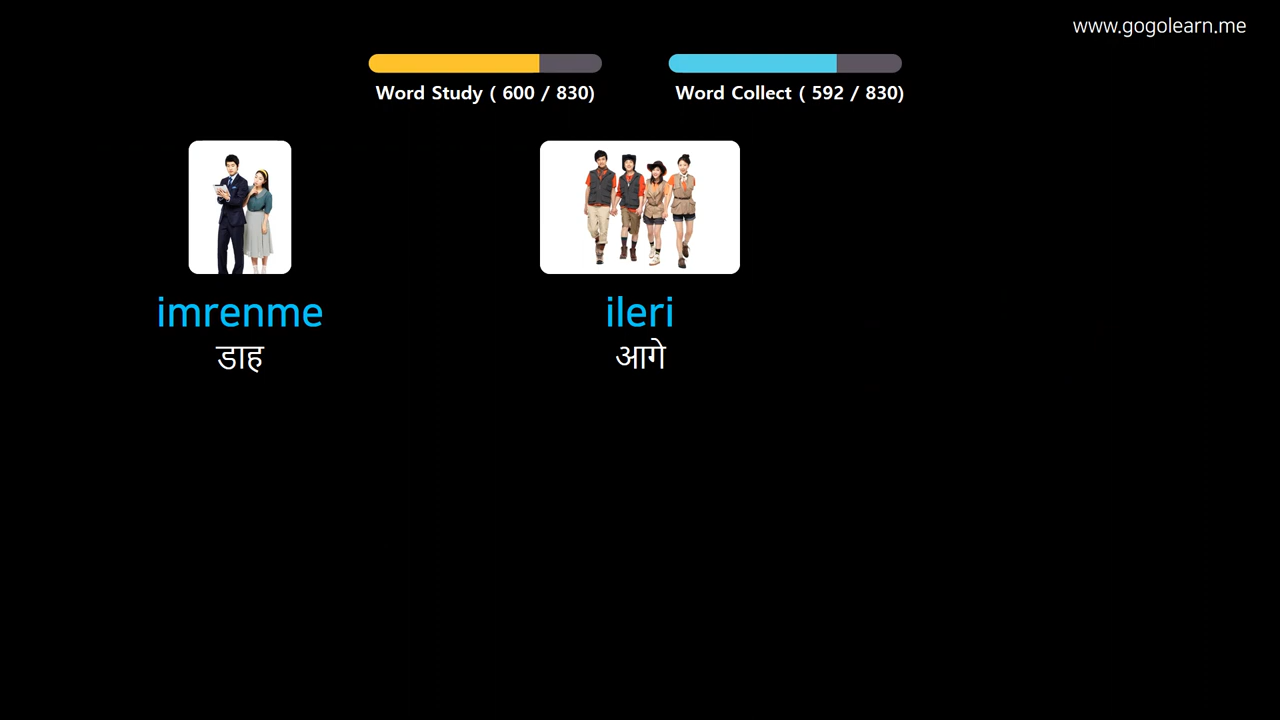 www.gogolearn.me
Word Study ( 600 / 830)
Word Collect ( 592 / 830)
imrenme
डाह
ileri
आगे